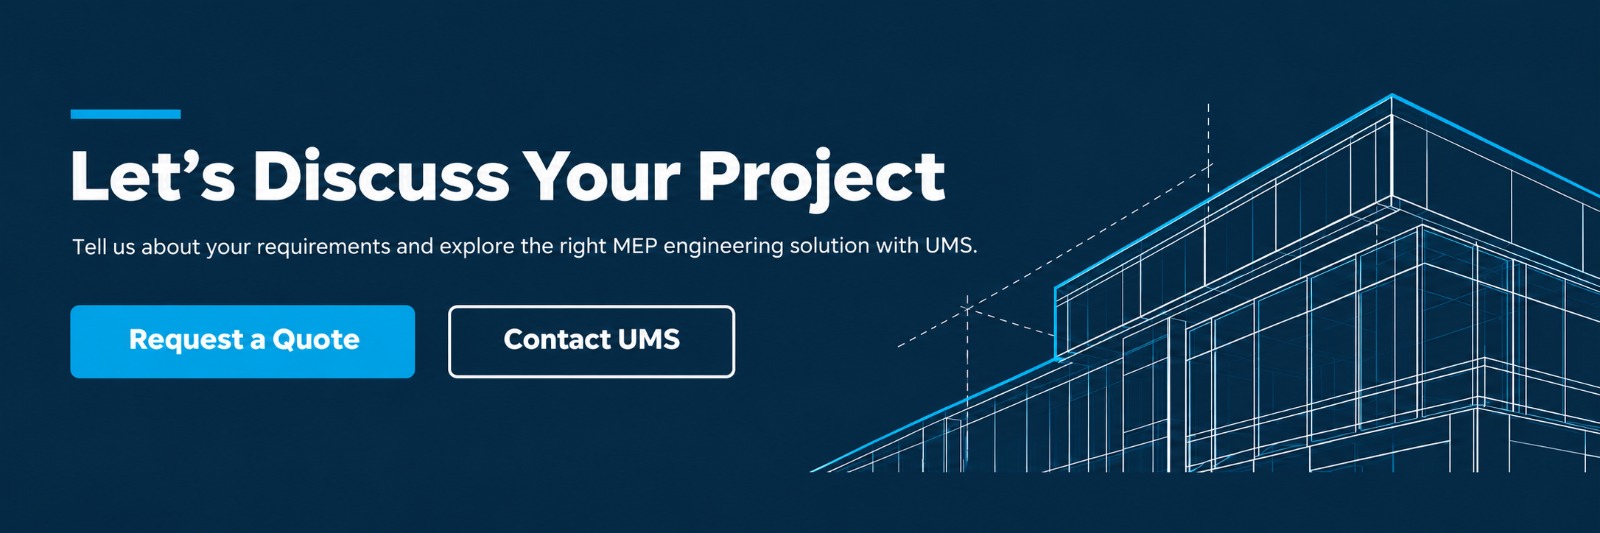 Let’s Discuss Your Project
Tell us about your requirements and explore the right MEP engineering solution with UMS.
Request a Quote
Contact UMS